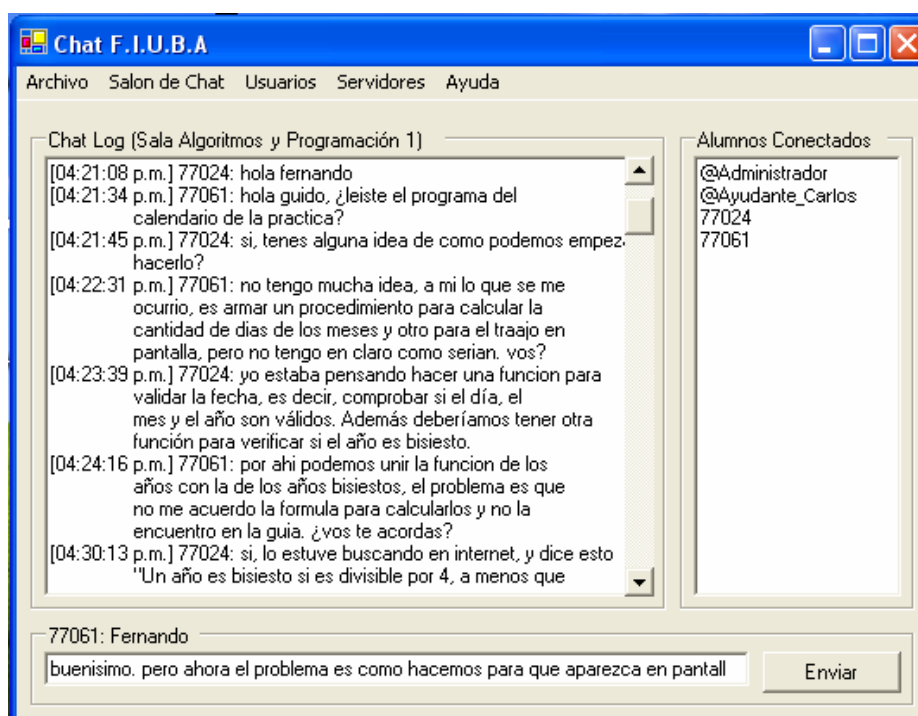 Chat F.I.U.B.A
Archivo Salon de Chat Usuarios Servidores Ayuda
Chat Log (Sala Algoritmos y Programación 1)
[04:21:08 p.m.] 77024: hola fernando
[04:21:34 p.m.] 77061: hola guido, ¿leiste el programa del
calendario de la practica?
[04:21:45 p.m.] 77024: si, tenes alguna idea de como podemos empez
hacerlo?
[04:22:31 p.m.] 77061: no tengo mucha idea, a mi lo que se me
ocurrio, es armar un procedimiento para calcular la
cantidad de dias de los meses y otro para el traajo en
pantalla, pero no tengo en claro como serian. vos?
[04:23:39 p.m.] 77024: yo estaba pensando hacer una funcion para
validar la fecha, es decir, comprobar si el día, el
mes y el año son válidos. Además deberíamos tener otra
función para verificar si el año es bisiesto.
[04:24:16 p.m.] 77061: por ahi podemos unir la funcion de los
años con la de los años bisiestos, el problema es que
no me acuerdo la formula para calcularlos y no la
encuentro en la guia. ¿vos te acordas?
[04:30:13 p.m.] 77024: si, lo estuve buscando en internet, y dice esto
"Un año es bisiesto si es divisible por 4, a menos que
Alumnos Conectados
@Administrador
@Ayudante_Carlos
77024
77061
77061: Fernando
buenisimo. pero ahora el problema es como hacemos para que aparezca en pantall
Enviar